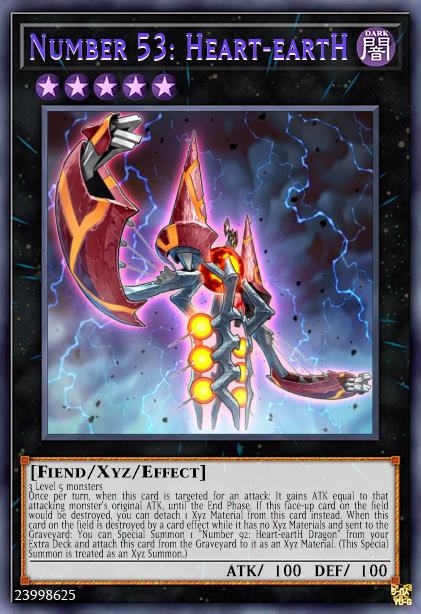 Number 53: Heart-eartH
DARK
闇
[Fiend/Xyz/Effect]
3 Level 5 monsters
Once per turn, when this card is targeted for an attack: It gains ATK equal to that
attacking monster's original ATK, until the End Phase. If this face-up card on the field
would be destroyed, you can detach 1 Xyz Material from this card instead. When this
card on the field is destroyed by a card effect while it has no Xyz Materials and sent to the
Graveyard: You can Special Summon 1 "Number 92: Heart-eartH Dragon" from your
Extra Deck and attach this card from the Graveyard to it as an Xyz Material. (This Special
Summon is treated as an Xyz Summon.)
ATK/ 100 DEF/ 100
23998625